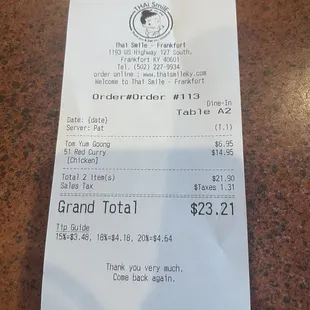 THAI SMILE
Thai Smile - Frankfort
1193 US Highway 127 South,
Frankfort KY 40601
Tel. (502) 227-9934
order online : www.thaismileky.com
Welcome to Thai Smile - Frankfort
Order#Order #113
Dine-In
Table A2
Date: {date}
Server: Pat (1.1)
Tom Yum Goong $6.95
51 Red Curry $14.95
[Chicken]
Total 2 item(s) $21.90
Sales Tax $Taxes 1.31
Grand Total $23.21
Tip Guide
15%=$3.48, 18%=$4.18, 20%=$4.64
Thank you very much.
Come back again.